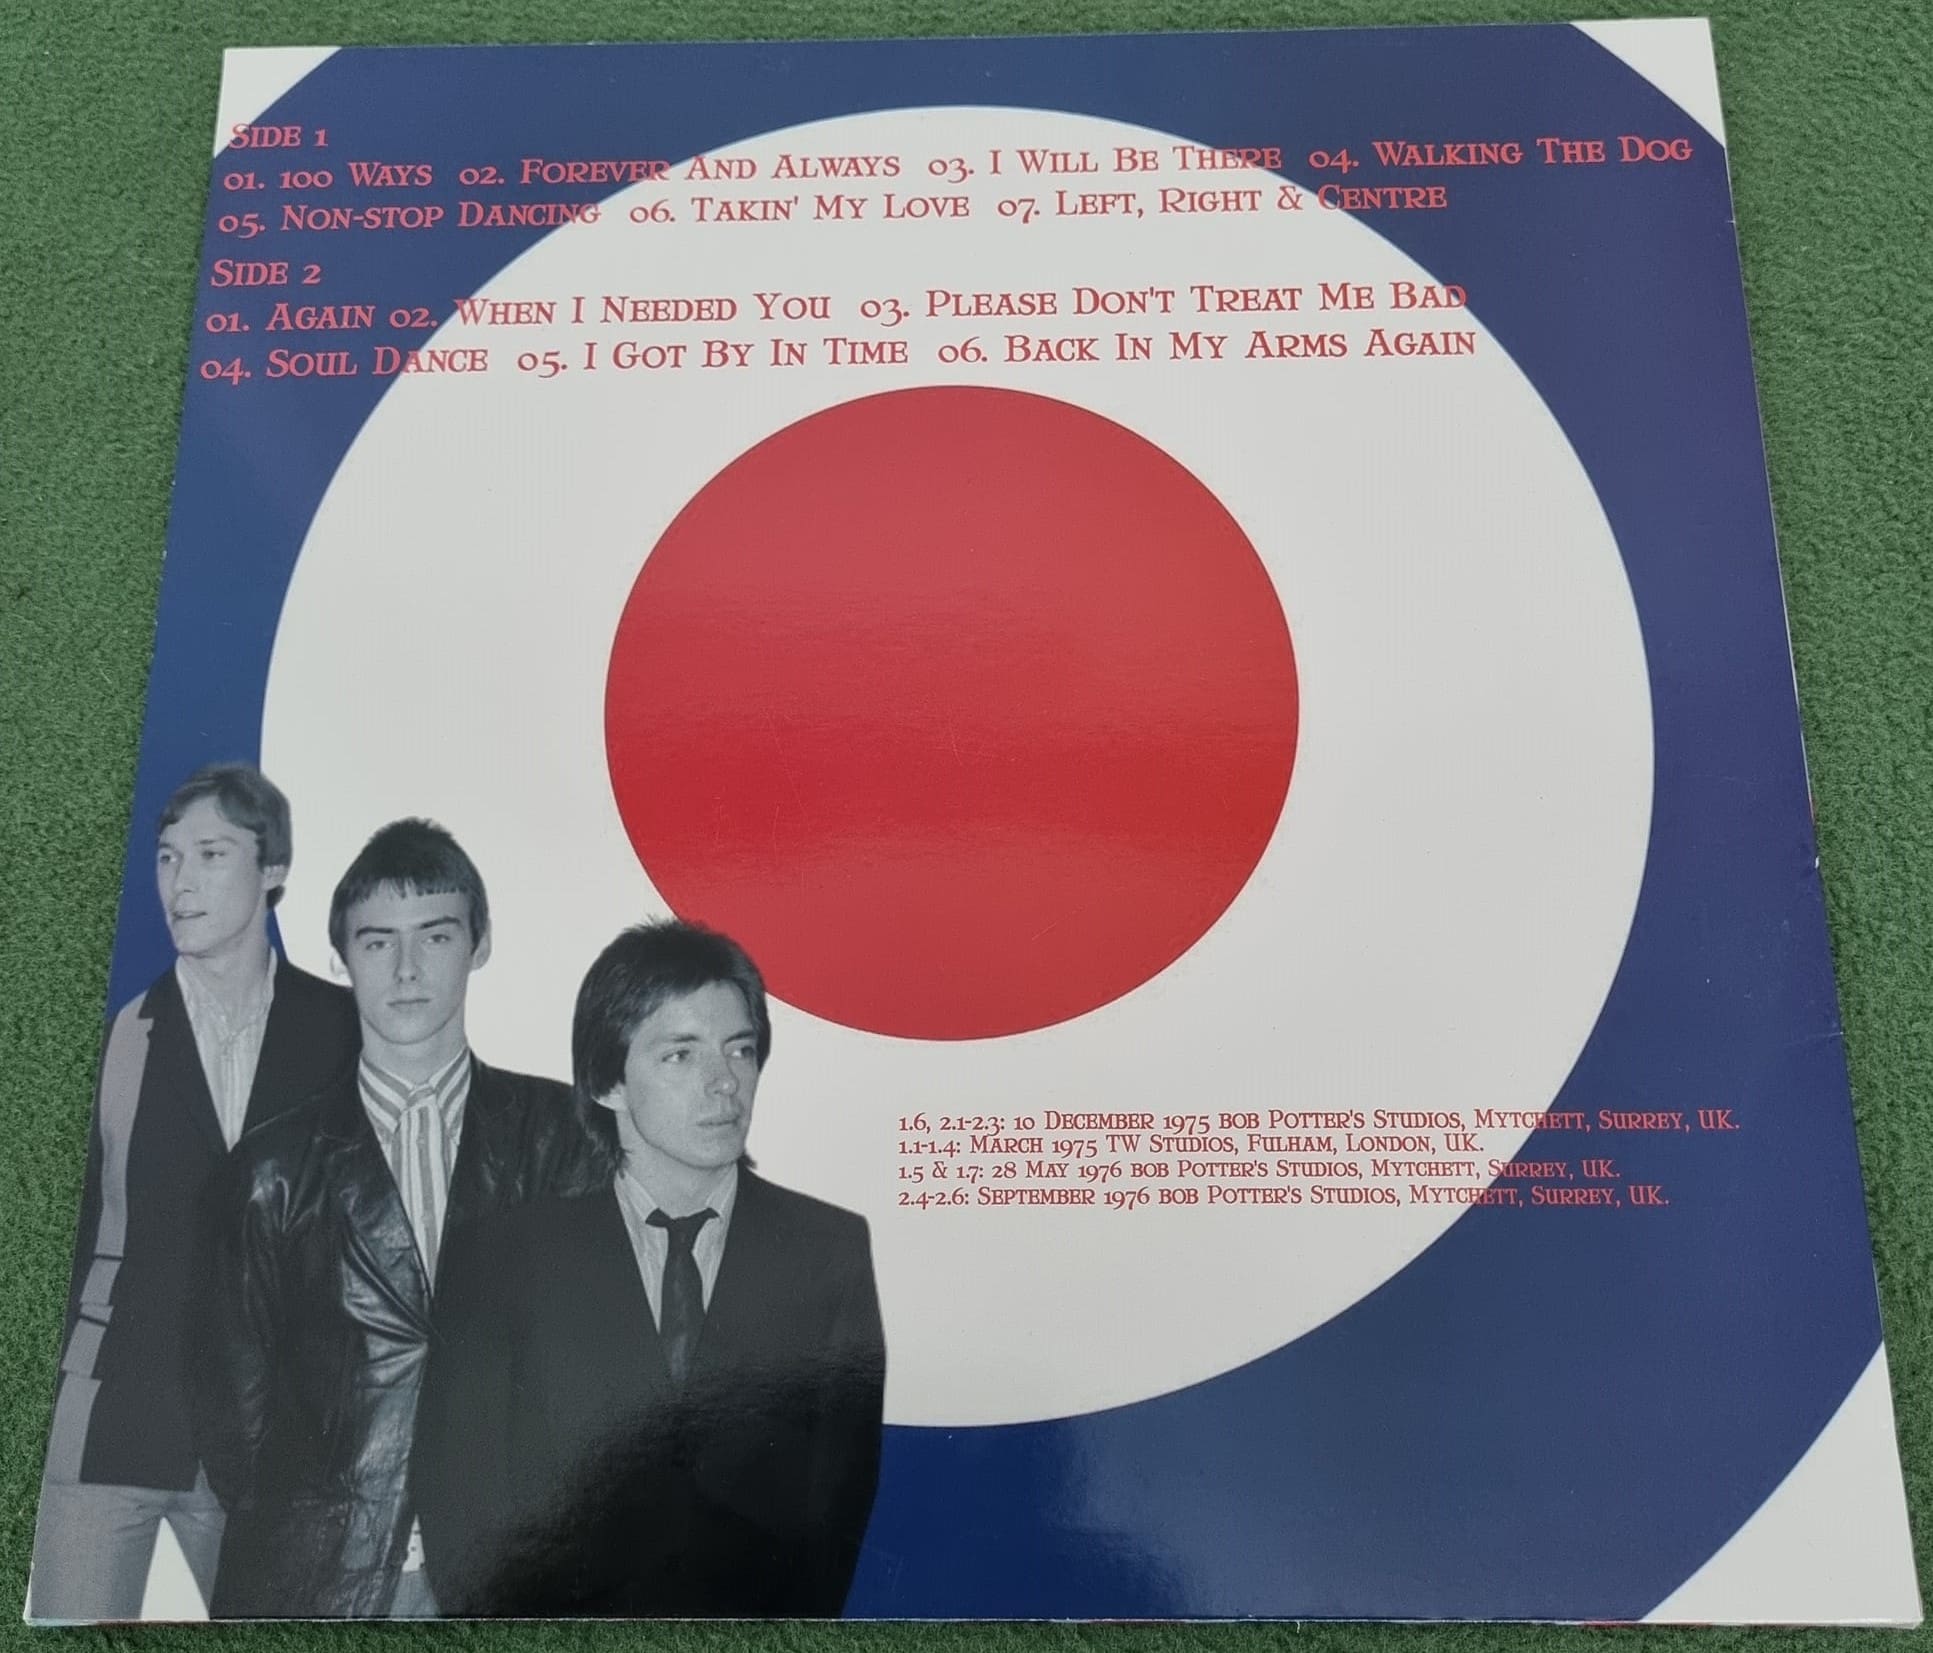 Side 1
01. 100 Ways 02. Forever And Always 03. I Will Be There 04. Walking The Dog
05. Non-stop Dancing 06. Takin' My Love 07. Left, Right & Centre
Side 2
01. Again 02. When I Needed You 03. Please Don't Treat Me Bad
04. Soul Dance 05. I Got By In Time 06. Back In My Arms Again
1.6, 2.1-2.3: 10 December 1975 bob Potter's Studios, Mytchett, Surrey, UK.
1.1-1.4: March 1975 TW Studios, Fulham, London, UK.
1.5 & 1.7: 28 May 1976 bob Potter's Studios, Mytchett, Surrey, UK.
2.4-2.6: September 1976 bob Potter's Studios, Mytchett, Surrey, UK.